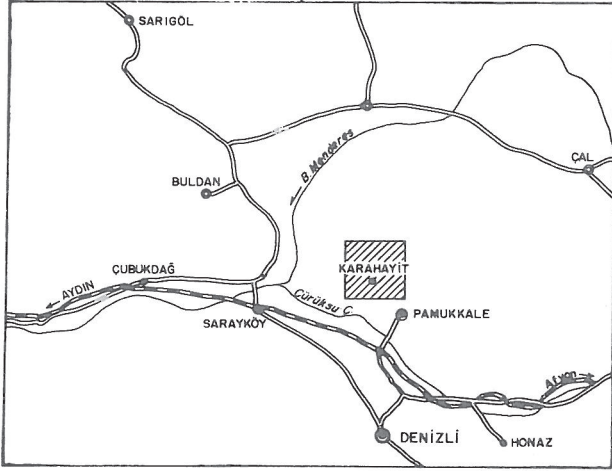 SARIGÖL
ÇAL
B. Menderes
BULDAN
KARAHAYIT
ÇUBUKDAĞ
AYDIN
Çürüksu Ç.
PAMUKKALE
SARAYKÖY
Afyon
DENİZLİ
HONAZ